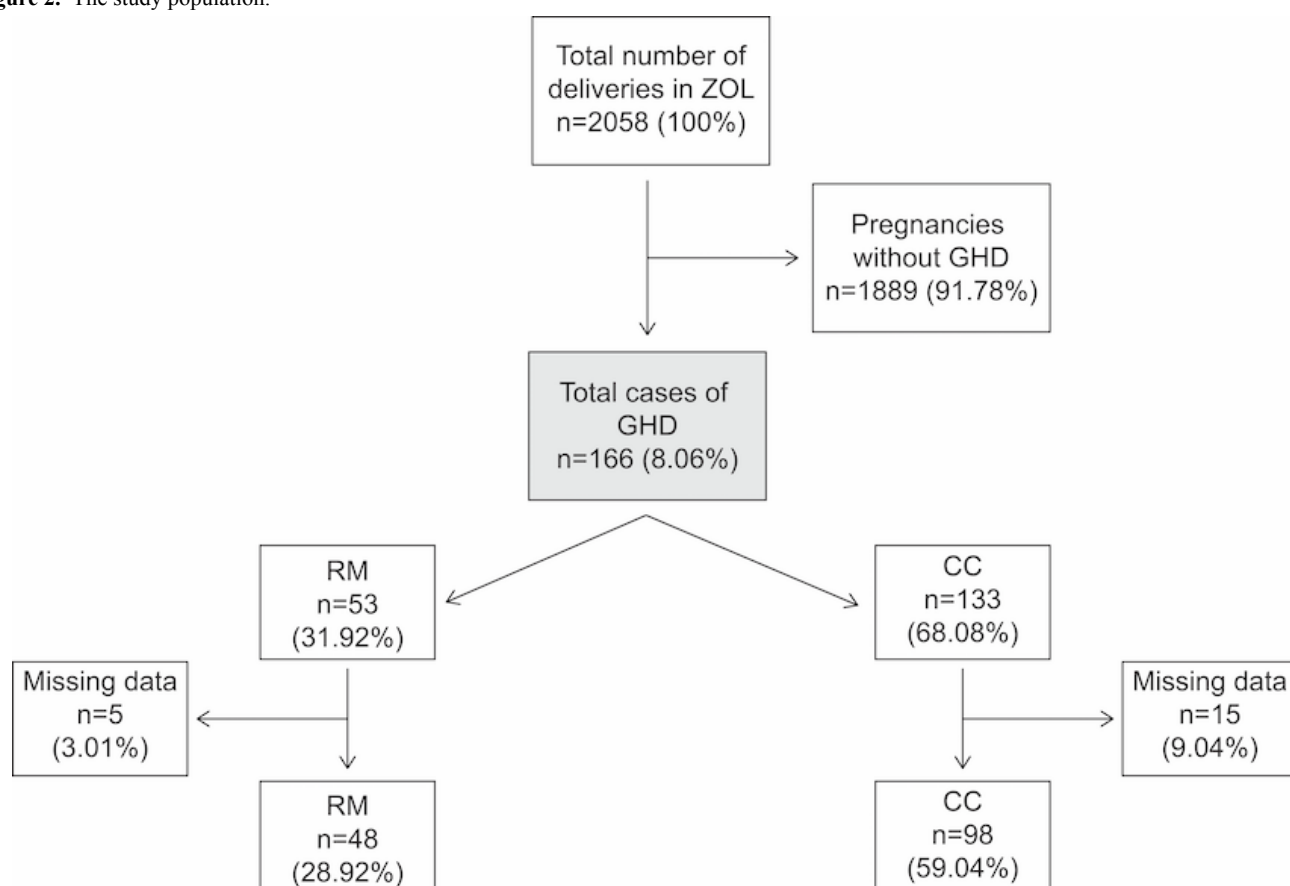 Figure 2. The study population.
Total number of
deliveries in ZOL
n=2058 (100%)
Pregnancies
without GHD
n=1889 (91.78%)
Total cases of
GHD
n=166 (8.06%)
RM
n=53
(31.92%)
CC
n=133
(68.08%)
Missing data
n=5
(3.01%)
Missing data
n=15
(9.04%)
RM
n=48
(28.92%)
CC
n=98
(59.04%)